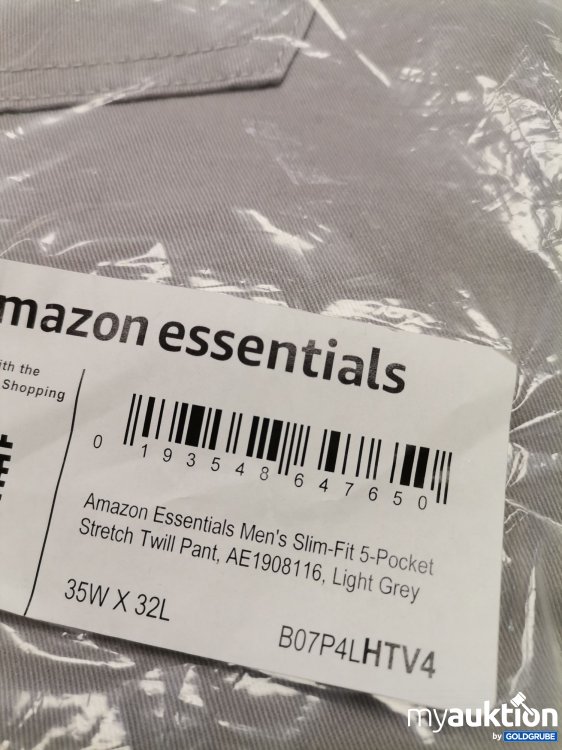 mazon essentials
ith the
Shopping
0 193548 647650
Amazon Essentials Men's Slim-Fit 5-Pocket
Stretch Twill Pant, AE1908116, Light Grey
35W X 32L
B07P4LHTV4
myauktion
by GOLDGRUBE